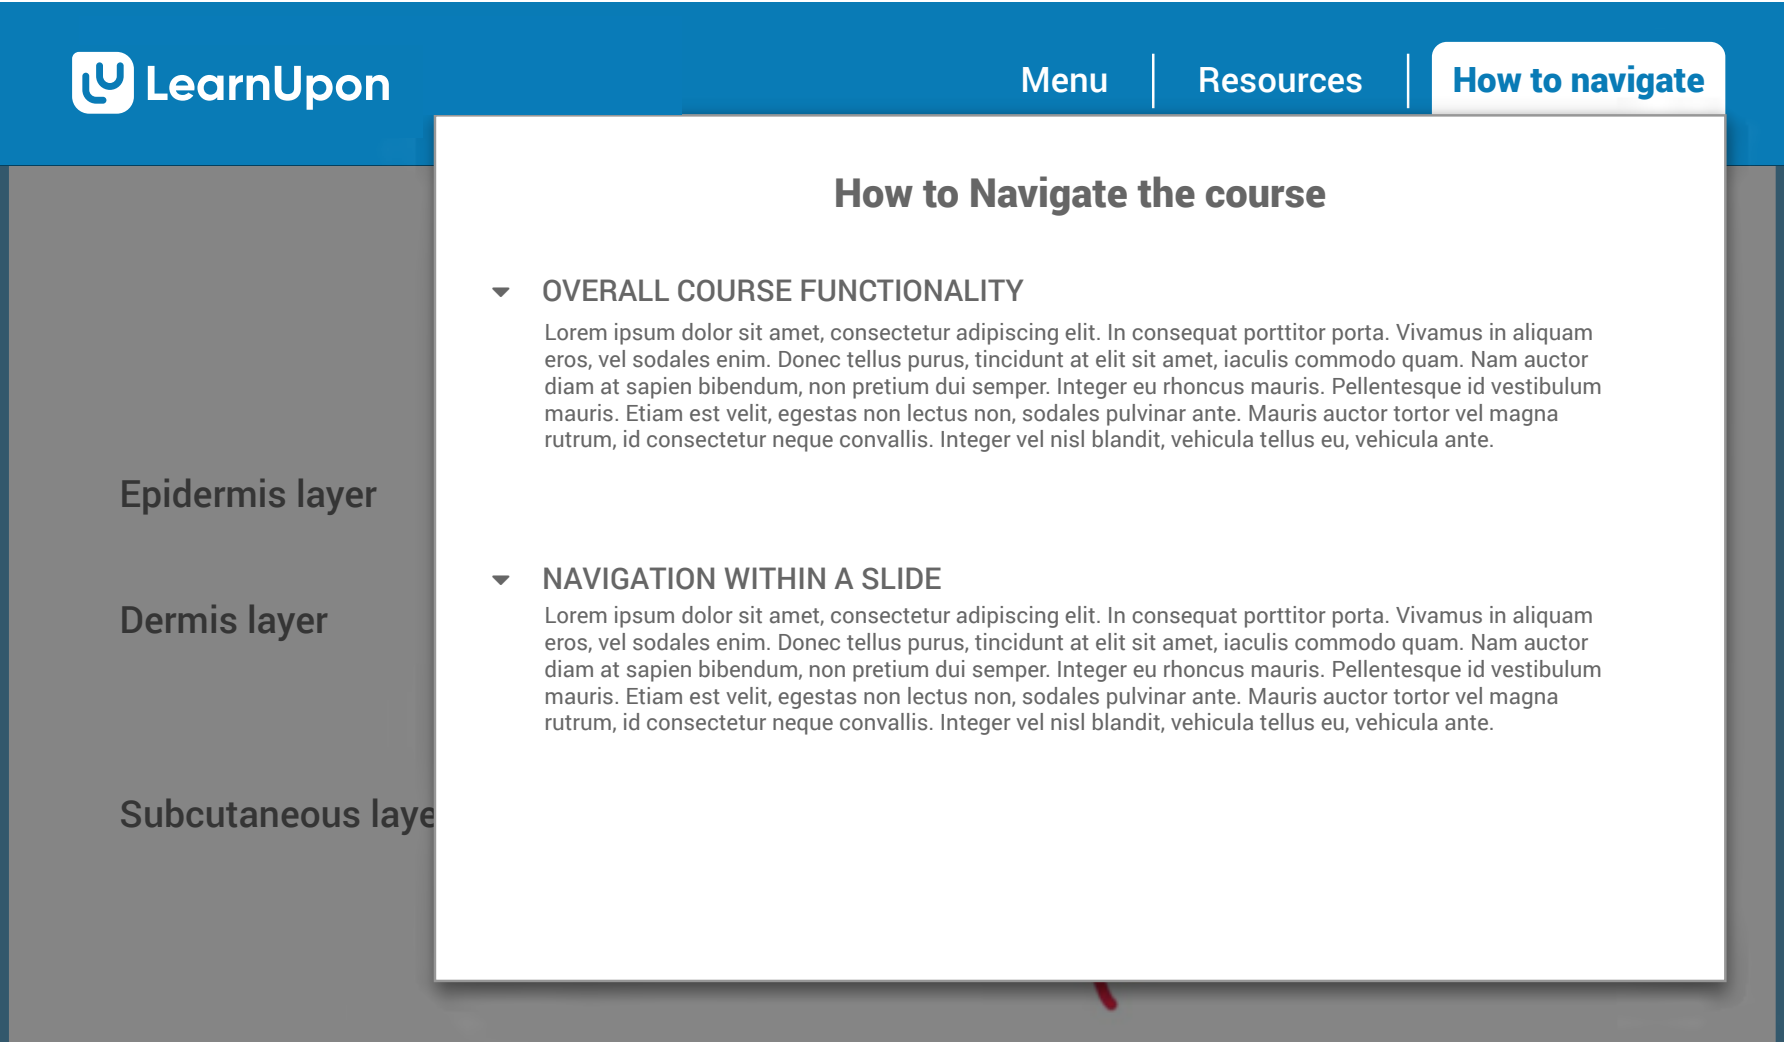 LearnUpon
Menu
Resources
How to navigate
How to Navigate the course
OVERALL COURSE FUNCTIONALITY
Lorem ipsum dolor sit amet, consectetur adipiscing elit. In consequat porttitor porta. Vivamus in aliquam
eros, vel sodales enim. Donec tellus purus, tincidunt at elit sit amet, iaculis commodo quam. Nam auctor
diam at sapien bibendum, non pretium dui semper. Integer eu rhoncus mauris. Pellentesque id vestibulum
mauris. Etiam est velit, egestas non lectus non, sodales pulvinar ante. Mauris auctor tortor vel magna
rutrum, id consectetur neque convallis. Integer vel nisl blandit, vehicula tellus eu, vehicula ante.
NAVIGATION WITHIN A SLIDE
Lorem ipsum dolor sit amet, consectetur adipiscing elit. In consequat porttitor porta. Vivamus in aliquam
eros, vel sodales enim. Donec tellus purus, tincidunt at elit sit amet, iaculis commodo quam. Nam auctor
diam at sapien bibendum, non pretium dui semper. Integer eu rhoncus mauris. Pellentesque id vestibulum
mauris. Etiam est velit, egestas non lectus non, sodales pulvinar ante. Mauris auctor tortor vel magna
rutrum, id consectetur neque convallis. Integer vel nisl blandit, vehicula tellus eu, vehicula ante.
Epidermis layer
Dermis layer
Subcutaneous laye